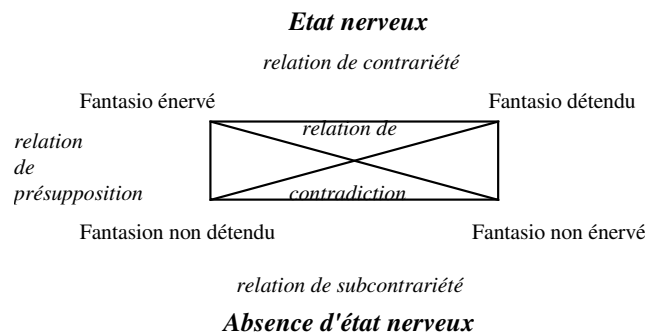 Etat nerveux
relation de contrariété
Fantasio énervé
Fantasio détendu
relation
de
présupposition
relation de
contradiction
Fantasion non détendu
Fantasio non énervé
relation de subcontrariété
Absence d'état nerveux